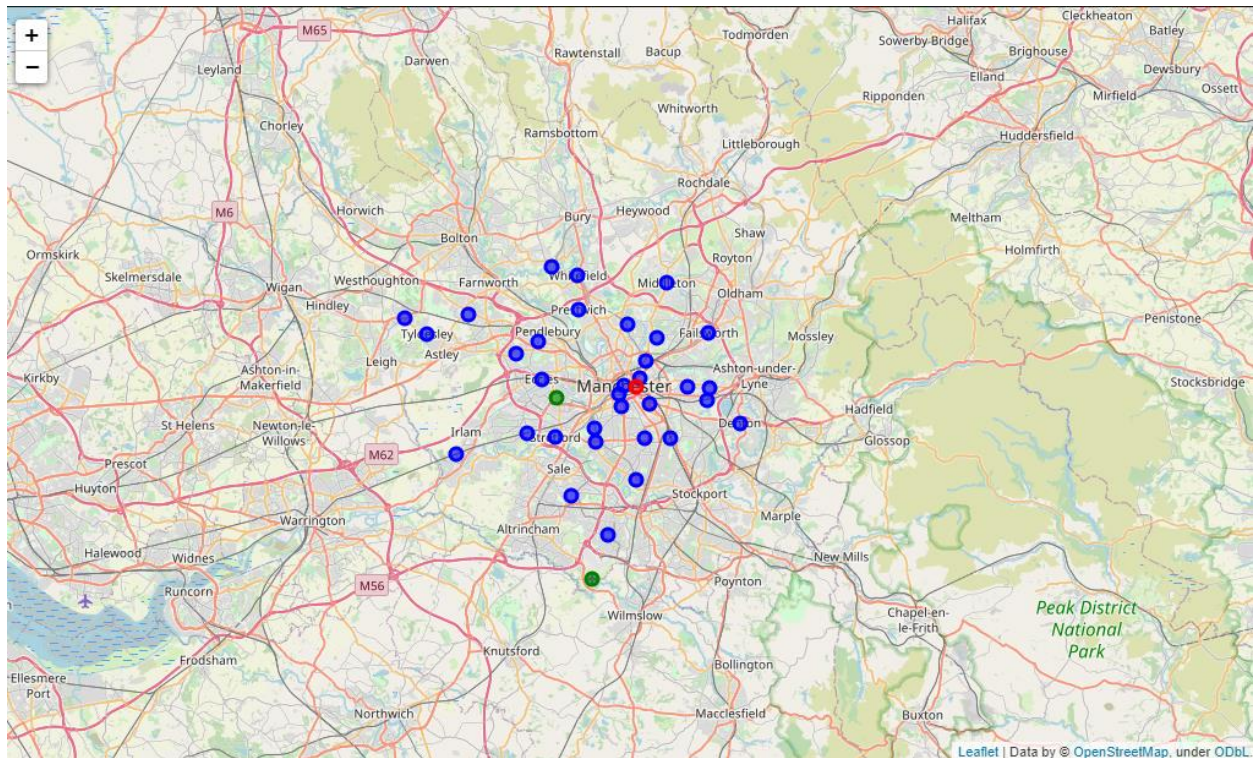 +
−
M65
Halifax
Cleckheaton
Todmorden
Batley
Rawtenstall
Bacup
Sowerby Bridge
Brighouse
Leyland
Darwen
Dewsbury
Elland
Ossett
Whitworth
Ripponden
Mirfield
Chorley
Ramsbottom
Huddersfield
Littleborough
Rochdale
M6
Horwich
Bury
Heywood
Meltham
Shaw
Bolton
Holmfirth
Ormskirk
Royton
Skelmersdale
Westhoughton
Farnworth
Wigan
Oldham
Hindley
Penistone
Pendlebury
Mossley
Leigh
Astley
Ashton-in-
Makerfield
Ashton-under-
Lyne
Kirkby
Stocksbridge
Hadfield
St Helens
Newton-le-
Willows
Irlam
Glossop
M62
Prescot
Sale
Huyton
Stockport
Warrington
Altrincham
Marple
Halewood
Widnes
New Mills
Runcorn
M56
Poynton
Wilmslow
Chapel-en-
le-Frith
Peak District
National
Park
Knutsford
Frodsham
Bollington
Ellesmere
Port
Northwich
Macclesfield
Buxton
Leaflet | Data by © OpenStreetMap, under ODbL.